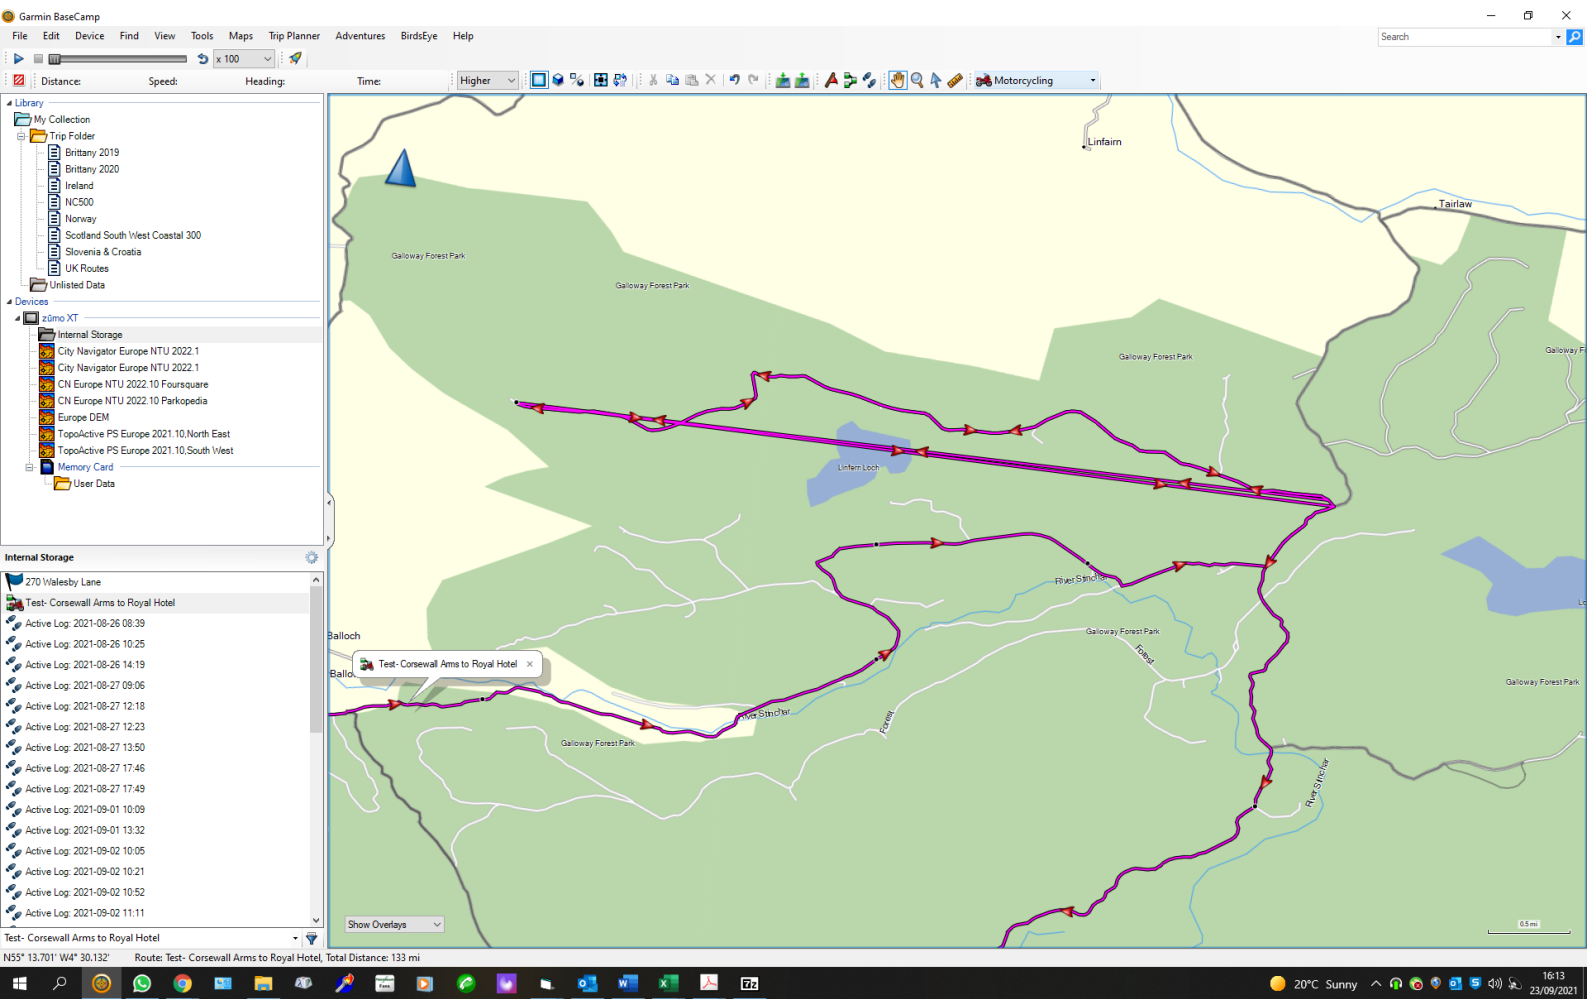 Garmin BaseCamp
File Edit Device Find View Tools Maps Trip Planner Adventures BirdsEye Help
Search
x 100
Distance: Speed: Heading: Time:
Higher
Motorcycling
Library
My Collection
Trip Folder
Brittany 2019
Brittany 2020
Ireland
NC500
Norway
Scotland South West Coastal 300
Slovenia & Croatia
UK Routes
Unlisted Data
Devices
zūmo XT
Internal Storage
City Navigator Europe NTU 2022.1
City Navigator Europe NTU 2022.1
CN Europe NTU 2022.10 Foursquare
CN Europe NTU 2022.10 Parkopedia
Europe DEM
TopoActive PS Europe 2021.10,North East
TopoActive PS Europe 2021.10,South West
Memory Card
User Data
Internal Storage
270 Walesby Lane
Test- Corsewall Arms to Royal Hotel
Active Log: 2021-08-26 08:39
Active Log: 2021-08-26 10:25
Active Log: 2021-08-26 14:19
Active Log: 2021-08-27 09:06
Active Log: 2021-08-27 12:18
Active Log: 2021-08-27 12:23
Active Log: 2021-08-27 13:50
Active Log: 2021-08-27 17:46
Active Log: 2021-08-27 17:49
Active Log: 2021-09-01 10:09
Active Log: 2021-09-01 13:32
Active Log: 2021-09-02 10:05
Active Log: 2021-09-02 10:21
Active Log: 2021-09-02 10:52
Active Log: 2021-09-02 11:11
Test- Corsewall Arms to Royal Hotel
Linfairn
Tairlaw
Galloway Forest Park
Galloway Forest Park
Galloway F
Galloway Forest Park
Linfern Loch
River Stinchar
Lo
Galloway Forest Park
Balloch
Forest
Test- Corsewall Arms to Royal Hotel
Ballo
Galloway Forest Park
River Stinchar
Forest
Galloway Forest Park
River Stinchar
Show Overlays
0.5 mi
N55° 13.701' W4° 30.132' Route: Test- Corsewall Arms to Royal Hotel, Total Distance: 133 mi
20°C Sunny
16:13
23/09/2021